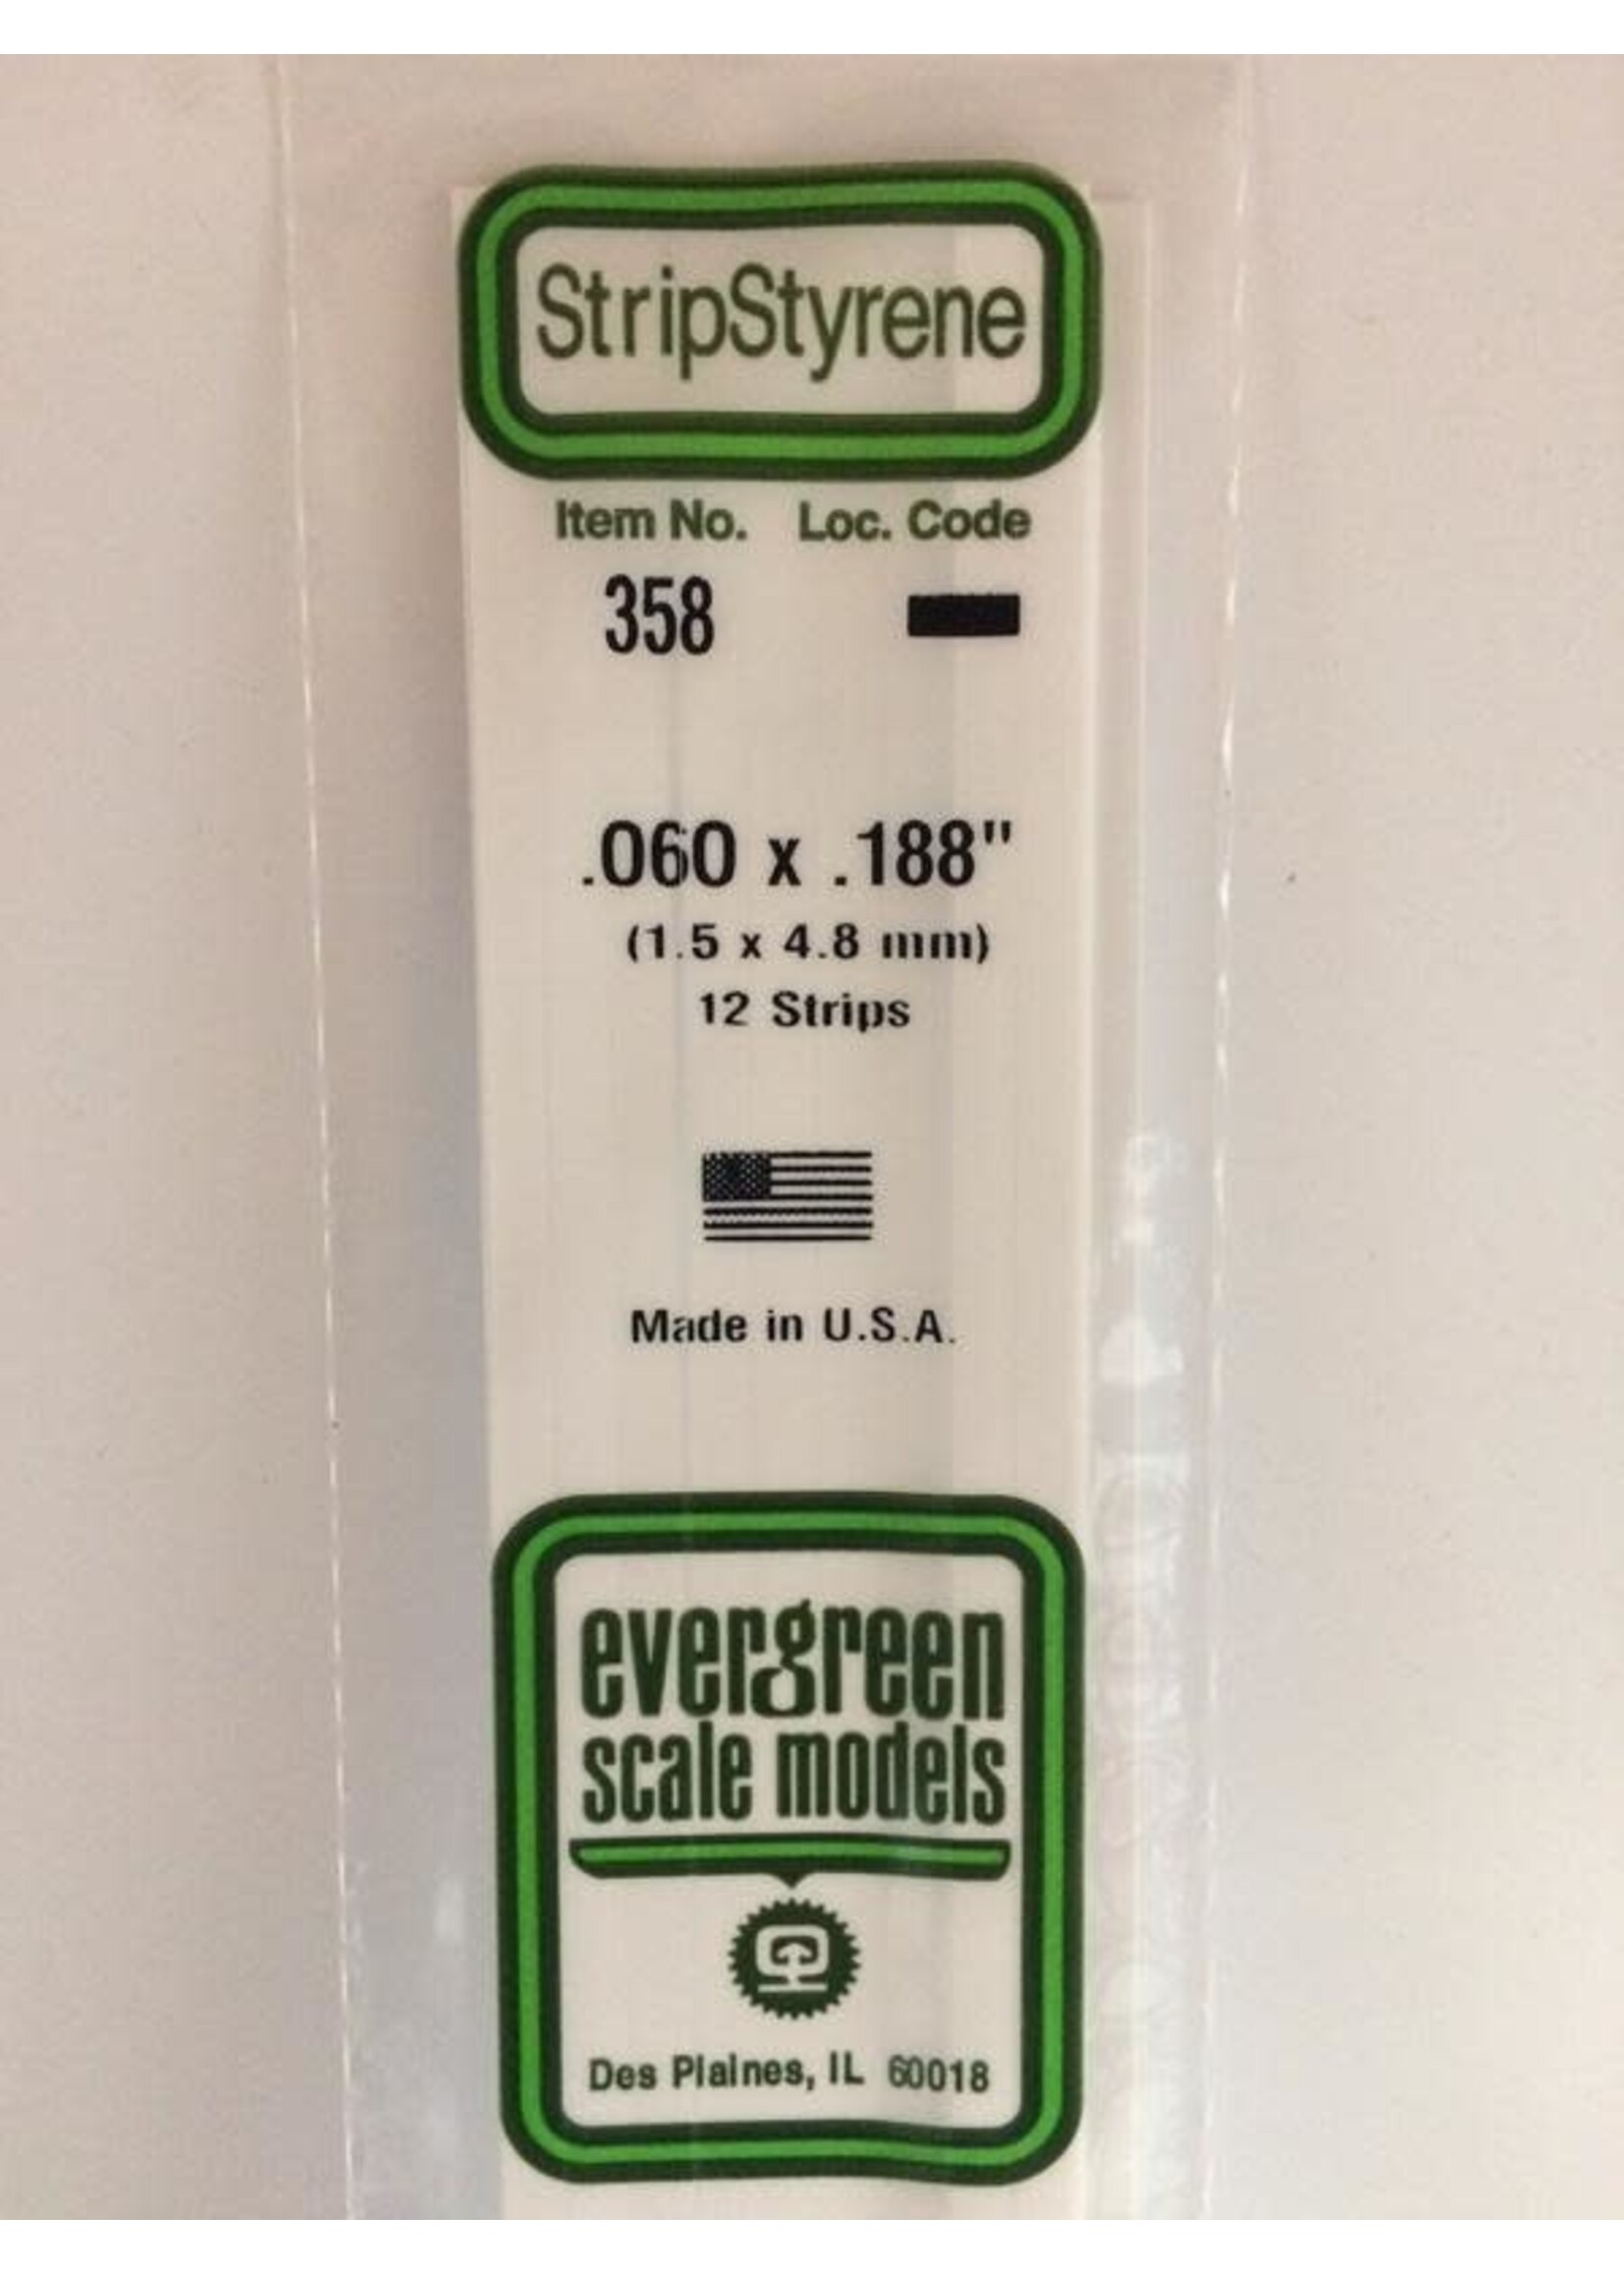 StripStyrene
Item No. Loc. Code
358
.060 x .188"
(1.5 x 4.8 mm)
12 Strips
Made in U.S.A.
evergreen
scale models
Des Plaines, IL 60018